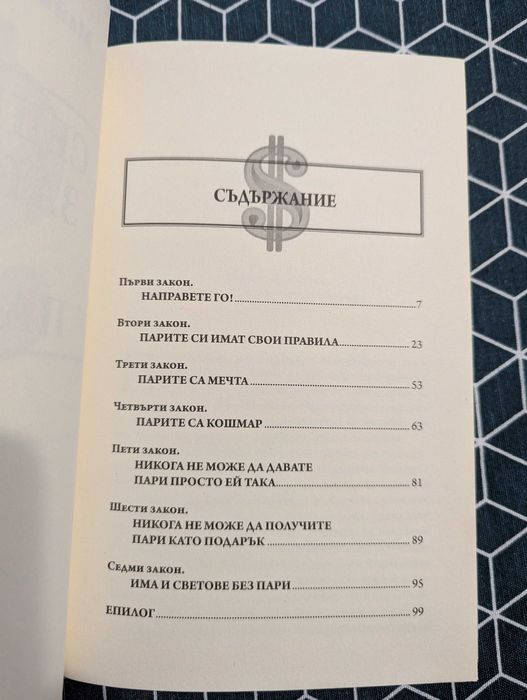 СЪДЪРЖАНИЕ
Първи закон.
НАПРАВЕТЕ ГО! 7
Втори закон.
ПАРИТЕ СИ ИМАТ СВОИ ПРАВИЛА 23
Трети закон.
ПАРИТЕ СА МЕЧТА 53
Четвърти закон.
ПАРИТЕ СА КОШМАР 63
Пети закон.
НИКОГА НЕ МОЖЕ ДА ДАВАТЕ
ПАРИ ПРОСТО ЕЙ ТАКА 81
Шести закон.
НИКОГА НЕ МОЖЕ ДА ПОЛУЧИТЕ
ПАРИ КАТО ПОДАРЪК 89
Седми закон.
ИМА И СВЕТОВЕ БЕЗ ПАРИ 95
ЕПИЛОГ 99